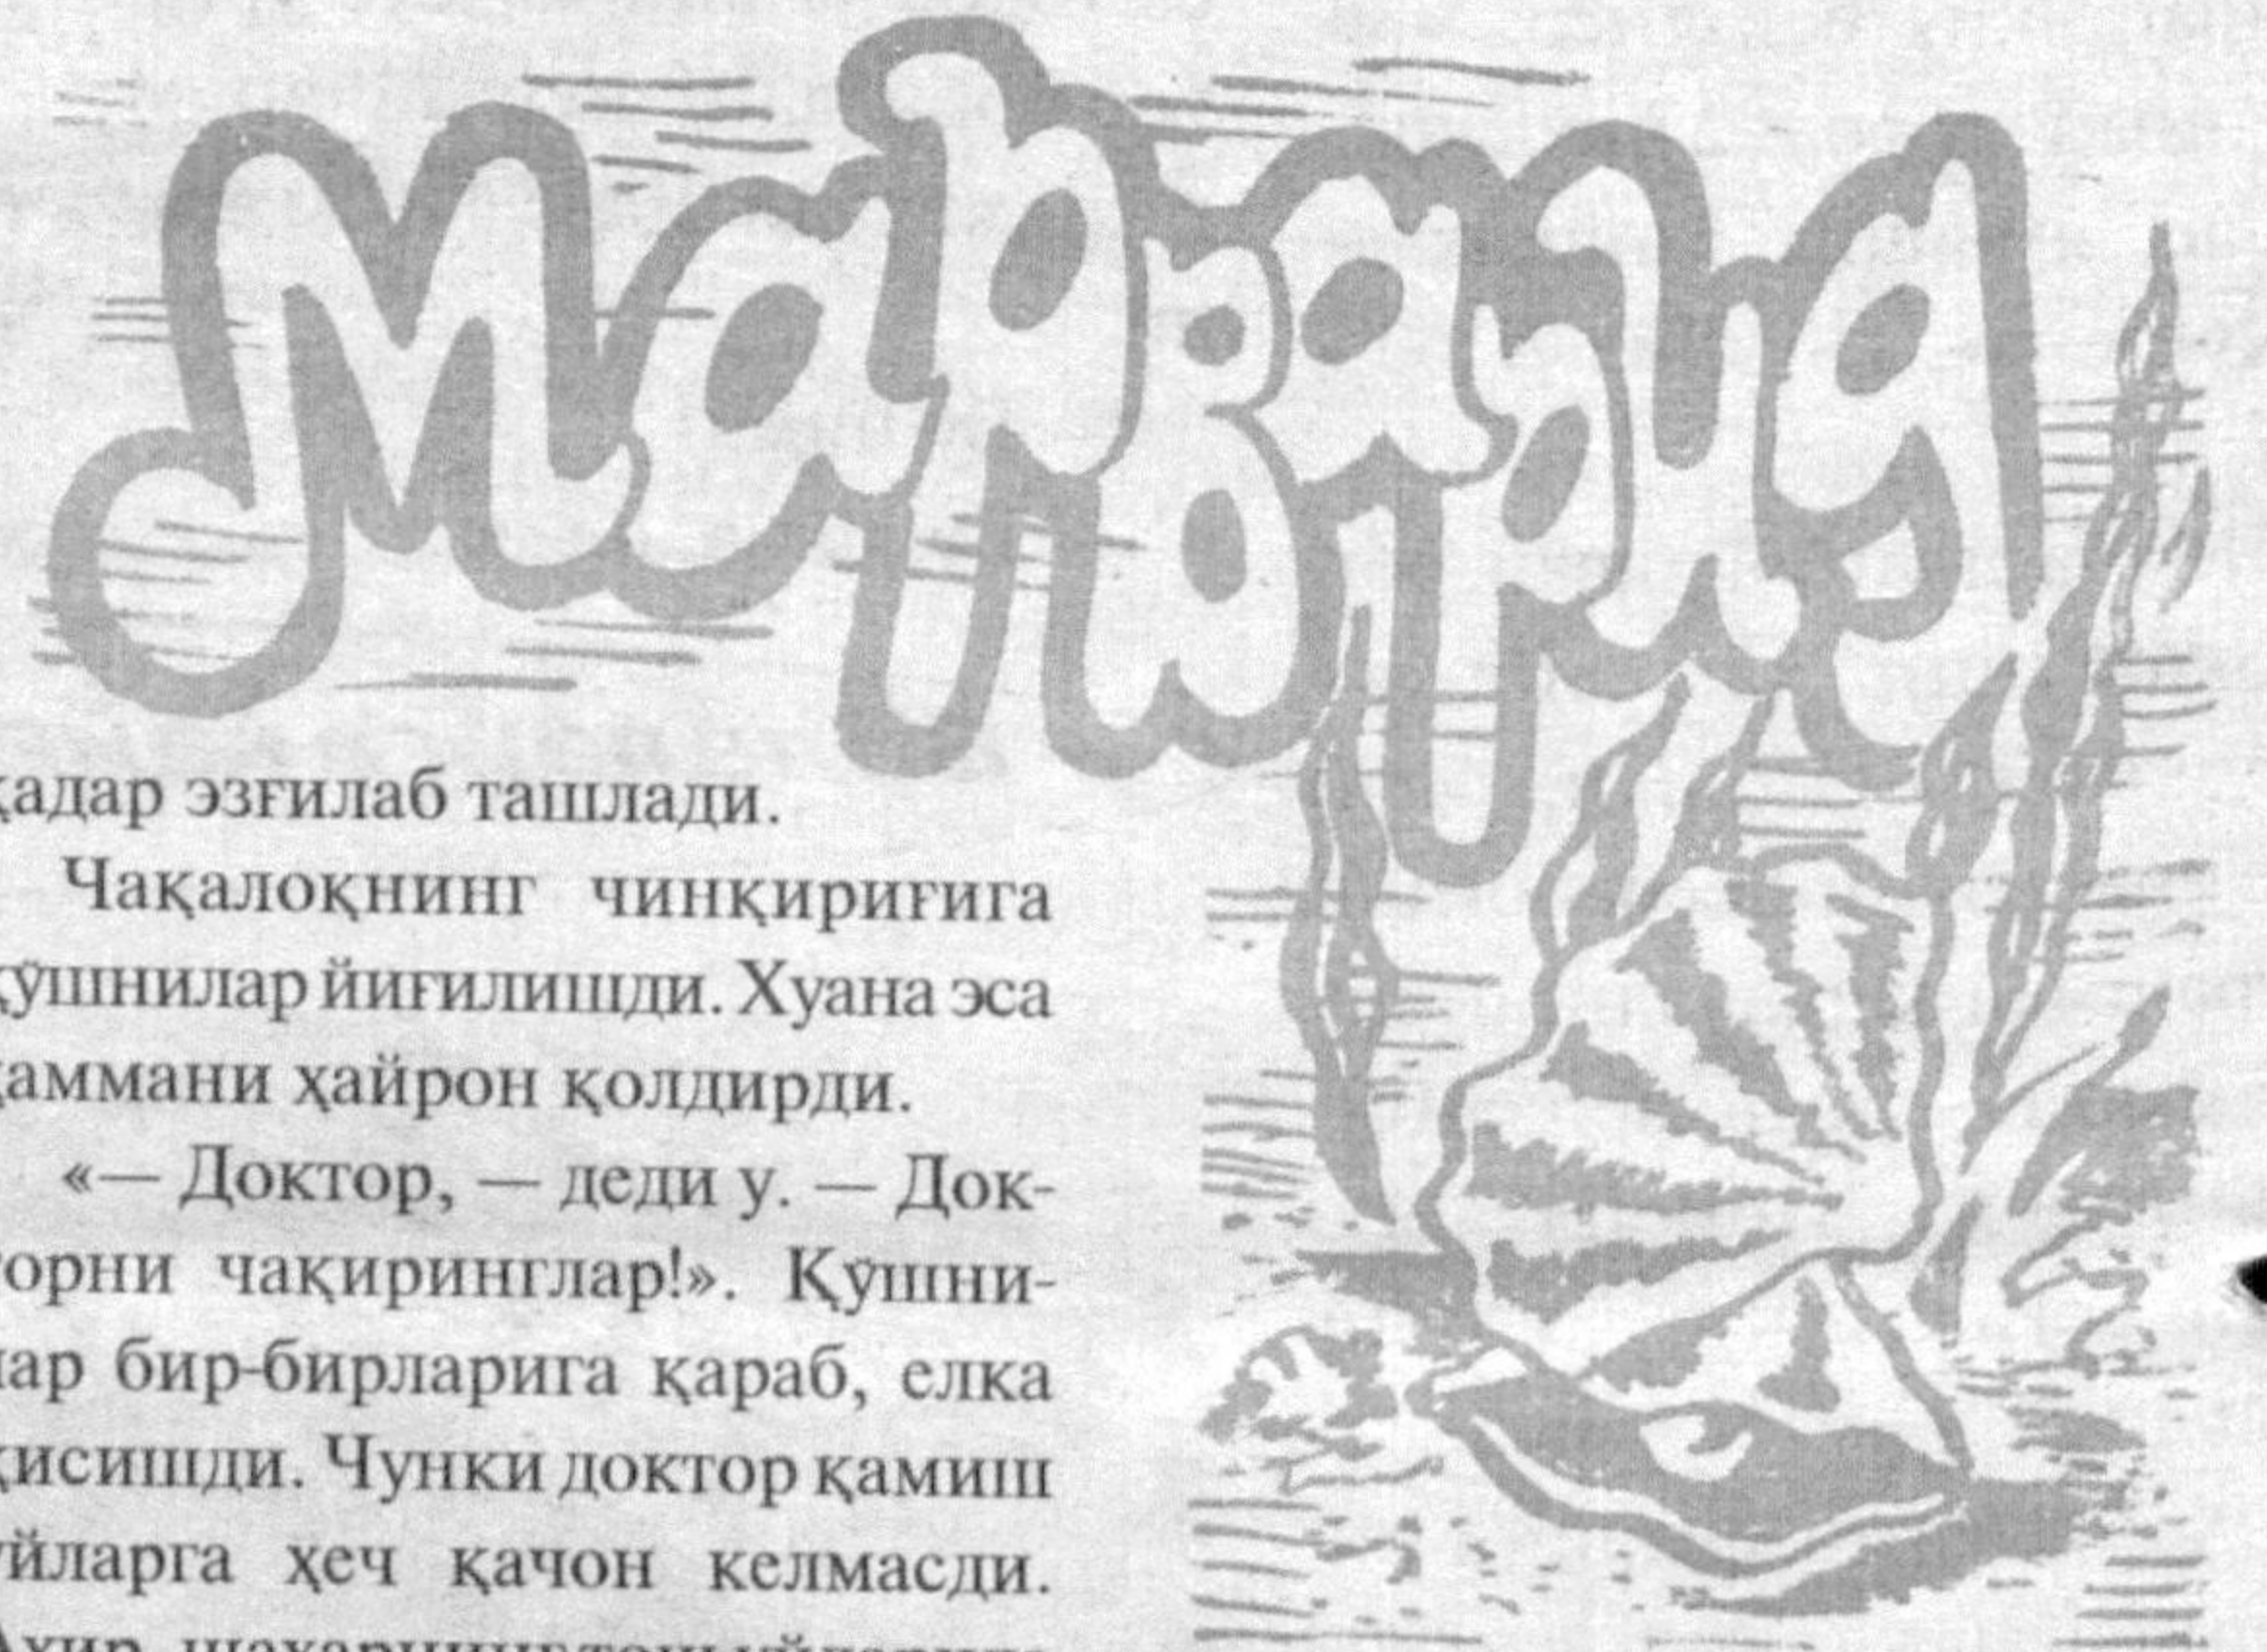 Марварид
қадар эзғилаб ташлади.
Чақалоқнинг чинқириғига
қўшнилар йиғилишди. Хуана эса
ҳаммани ҳайрон қолдирди.
«— Доктор, — деди у. — Док-
торни чақиринглар!». Қўшни-
лар бир-бирларига қараб, елка
қисишди. Чунки доктор қамиш
уйларга ҳеч қачон келмасди.